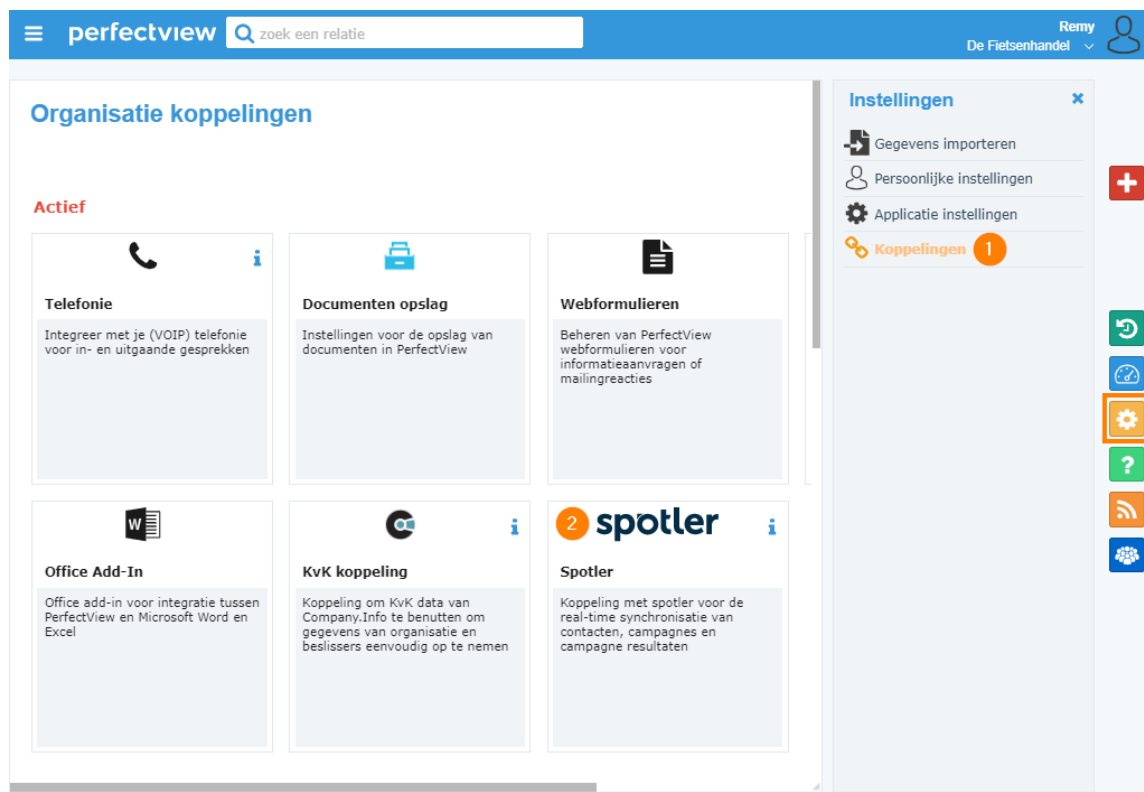 perfectview
zoek een relatie
Remy
De Fietsenhandel
Organisatie koppelingen
Actief
Telefonie
Integreer met je (VOIP) telefonie
voor in- en uitgaande gesprekken
Documenten opslag
Instellingen voor de opslag van
documenten in PerfectView
Webformulieren
Beheren van PerfectView
webformulieren voor
informatieaanvragen of
mailingreacties
Office Add-In
Office add-in voor integratie tussen
PerfectView en Microsoft Word en
Excel
KvK koppeling
Koppeling om KvK data van
Company.Info te benutten om
gegevens van organisatie en
beslissers eenvoudig op te nemen
2 spotler
Spotler
Koppeling met spotler voor de
real-time synchronisatie van
contacten, campagnes en
campagne resultaten
Instellingen
Gegevens importeren
Persoonlijke instellingen
Applicatie instellingen
Koppelingen 1